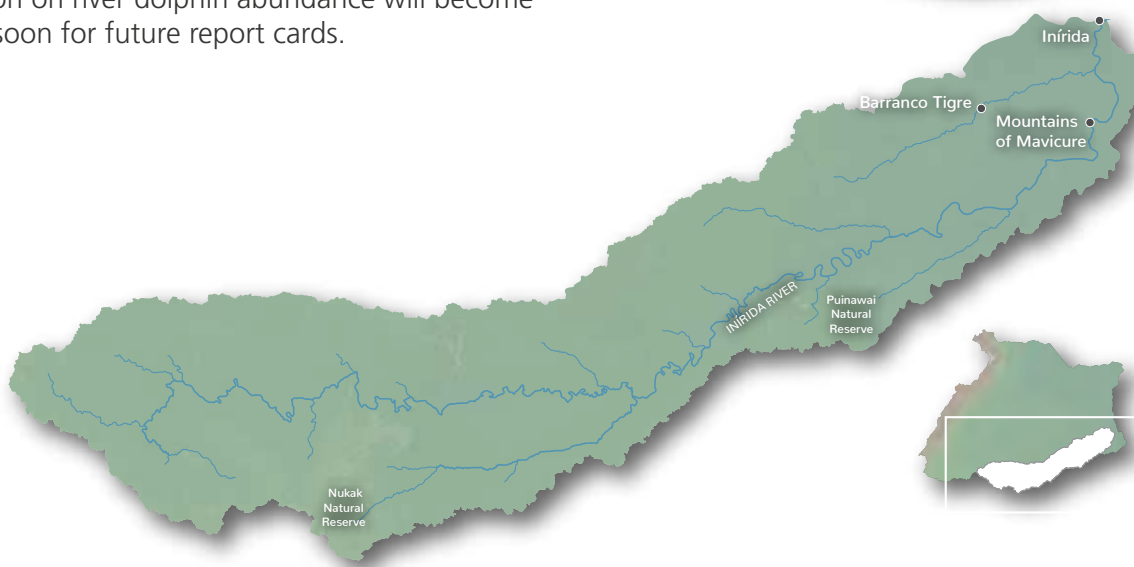 on on river dolphin abundance will become
soon for future report cards.
Inírida
Barranco Tigre
Mountains
of Mavicure
INÍRIDA RIVER
Puinawai
Natural
Reserve
Nukak
Natural
Reserve